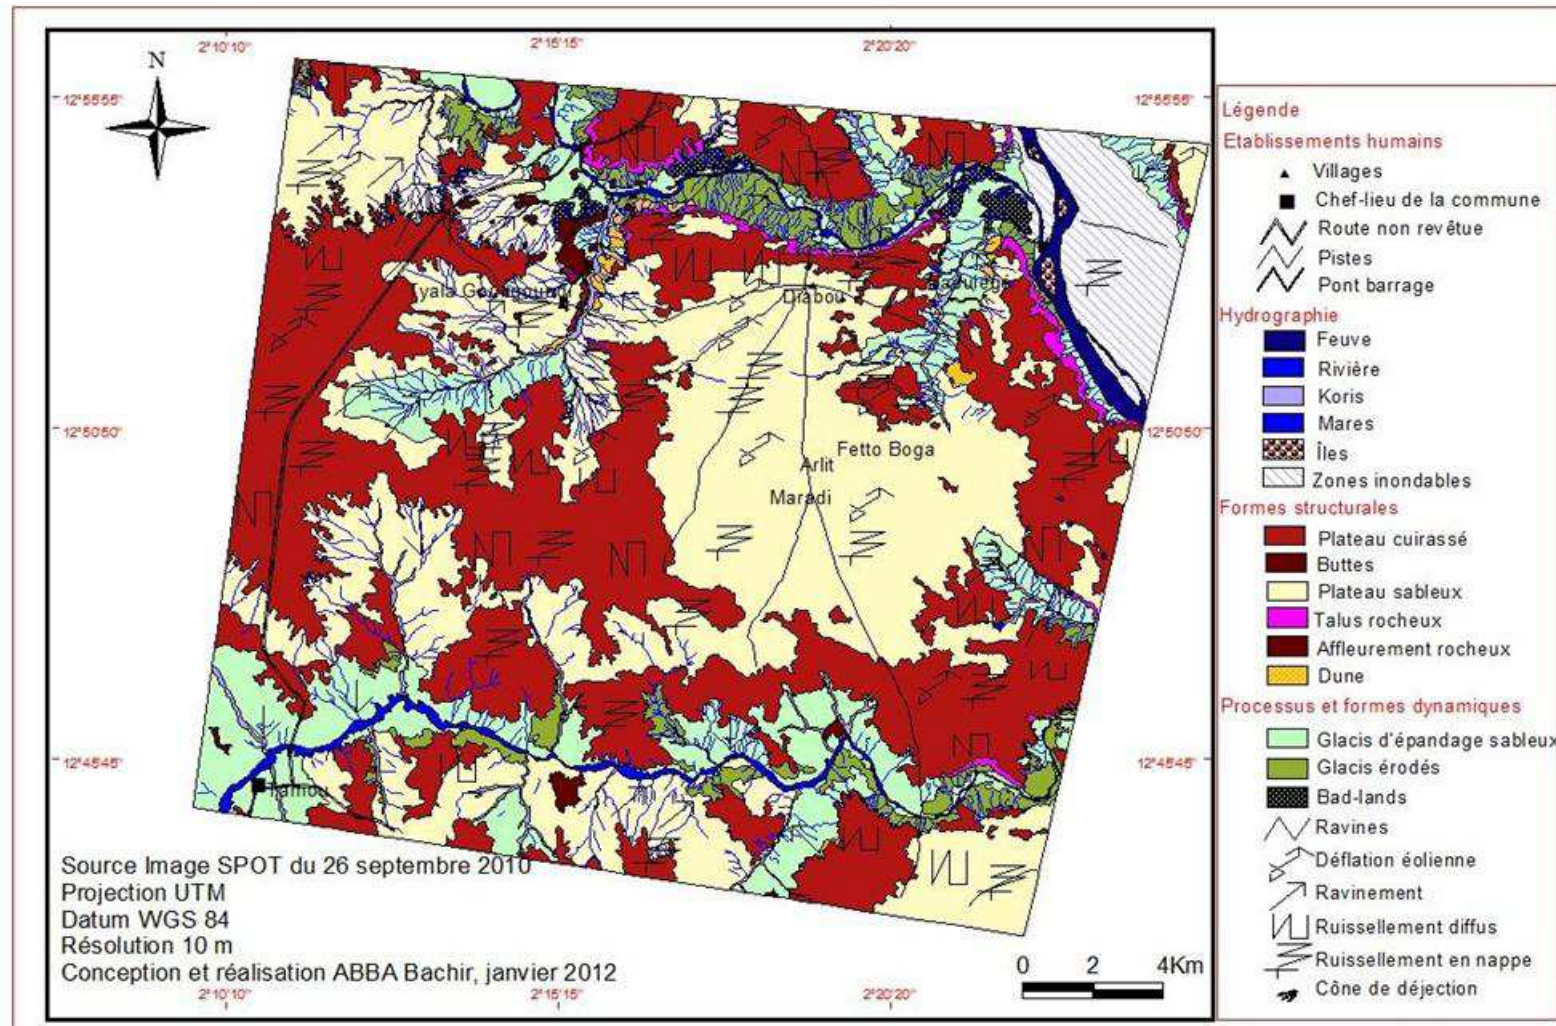 2°10'10"
2°15'15"
2°20'20"
N
12°55'55"
12°55'55"
Diabou
12°50'50"
12°50'50"
Fetto Boga
Arlit
Maradi
12°45'45"
12°45'45"
Tamou
Source Image SPOT du 26 septembre 2010
Projection UTM
Datum WGS 84
Résolution 10 m
Conception et réalisation ABBA Bachir, janvier 2012
0 2 4Km
2°10'10"
2°15'15"
2°20'20"
Légende
Etablissements humains
Villages
Chef-lieu de la commune
Route non revêtue
Pistes
Pont barrage
Hydrographie
Feuve
Rivière
Koris
Mares
Îles
Zones inondables
Formes structurales
Plateau cuirassé
Buttes
Plateau sableux
Talus rocheux
Affleurement rocheux
Dune
Processus et formes dynamiques
Glacis d'épandage sableux
Glacis érodés
Bad-lands
Ravines
Déflation éolienne
Ravinement
Ruissellement diffus
Ruissellement en nappe
Cône de déjection